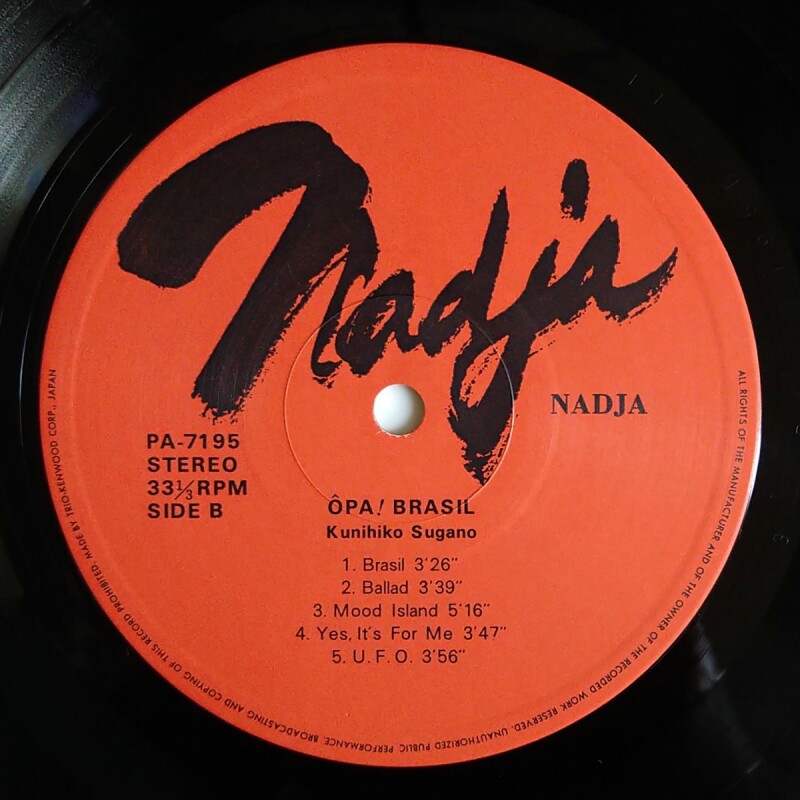 Nadja
NADJA
PA-7195
STEREO
33⅓RPM
SIDE B
ÔPA! BRASIL
Kunihiko Sugano
1. Brasil 3'26"
2. Ballad 3'39"
3. Mood Island 5'16"
4. Yes, It's For Me 3'47"
5. U.F.O. 3'56"
ALL RIGHTS OF THE MANUFACTURER AND OF THE OWNER OF THE RECORDED WORK RESERVED. UNAUTHORIZED PUBLIC PERFORMANCE, BROADCASTING AND COPYING OF THIS RECORD PROHIBITED. MADE BY TRIO-KENWOOD CORP., JAPAN